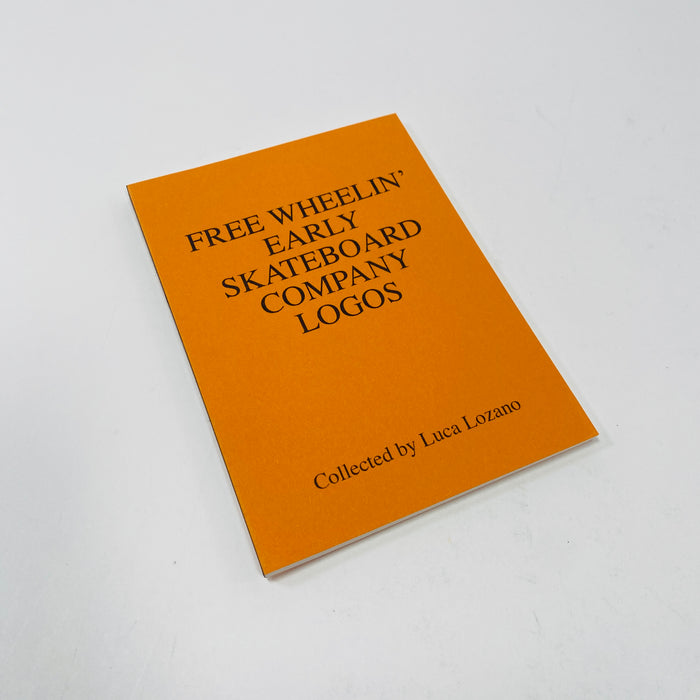 FREE WHEELIN’
EARLY
SKATEBOARD
COMPANY
LOGOS
Collected by Luca Lozano